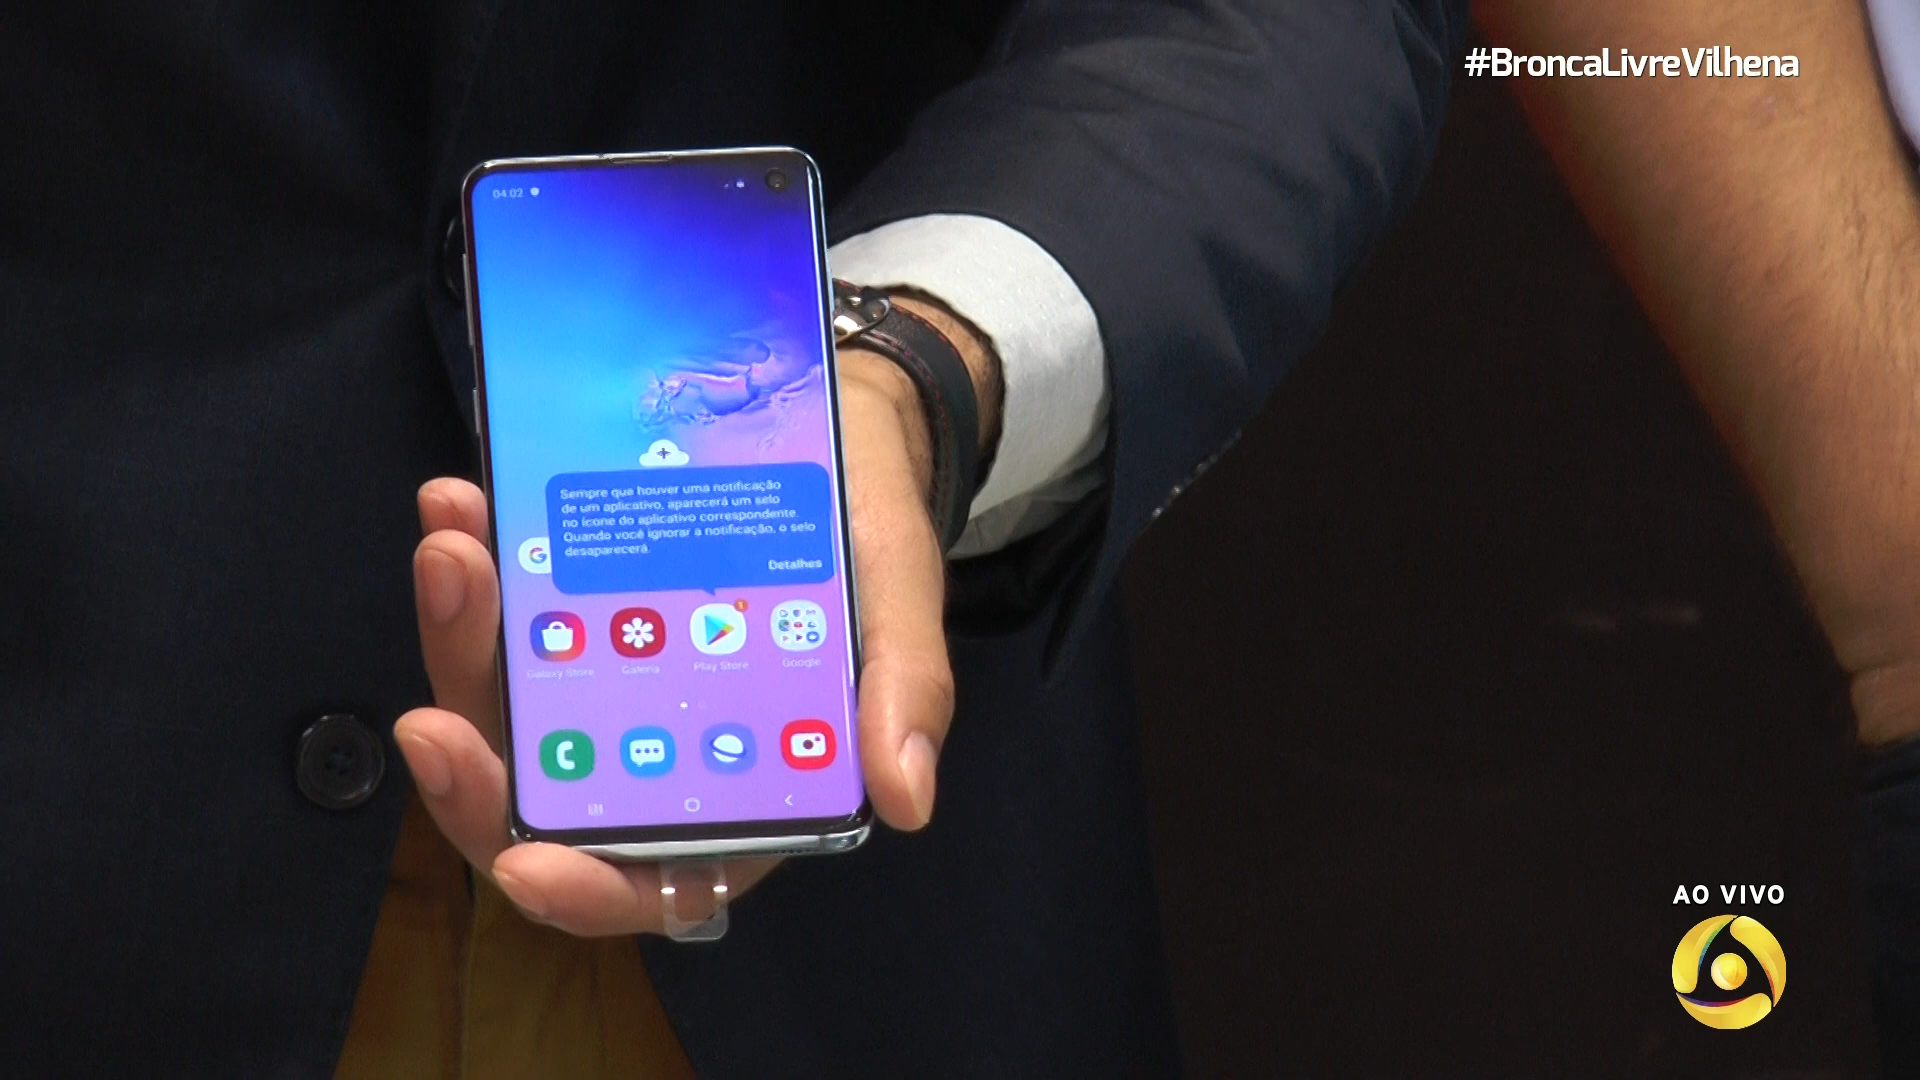 #BroncaLivreVilhena
04:02
Sempre que houver uma notificação
de um aplicativo, aparecerá um selo
no ícone do aplicativo correspondente.
Quando você ignorar a notificação, o selo
desaparecerá.
Detalhes
G
1
Galaxy Store
Galeria
Play Store
Google
AO VIVO